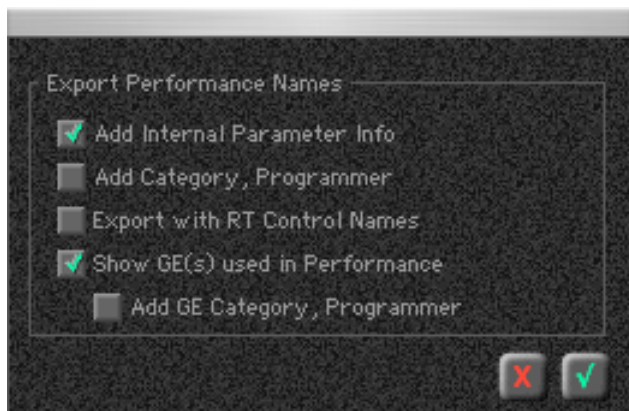 Export Performance Names
Add Internal Parameter Info
Add Category, Programmer
Export with RT Control Names
Show GE(s) used in Performance
Add GE Category, Programmer